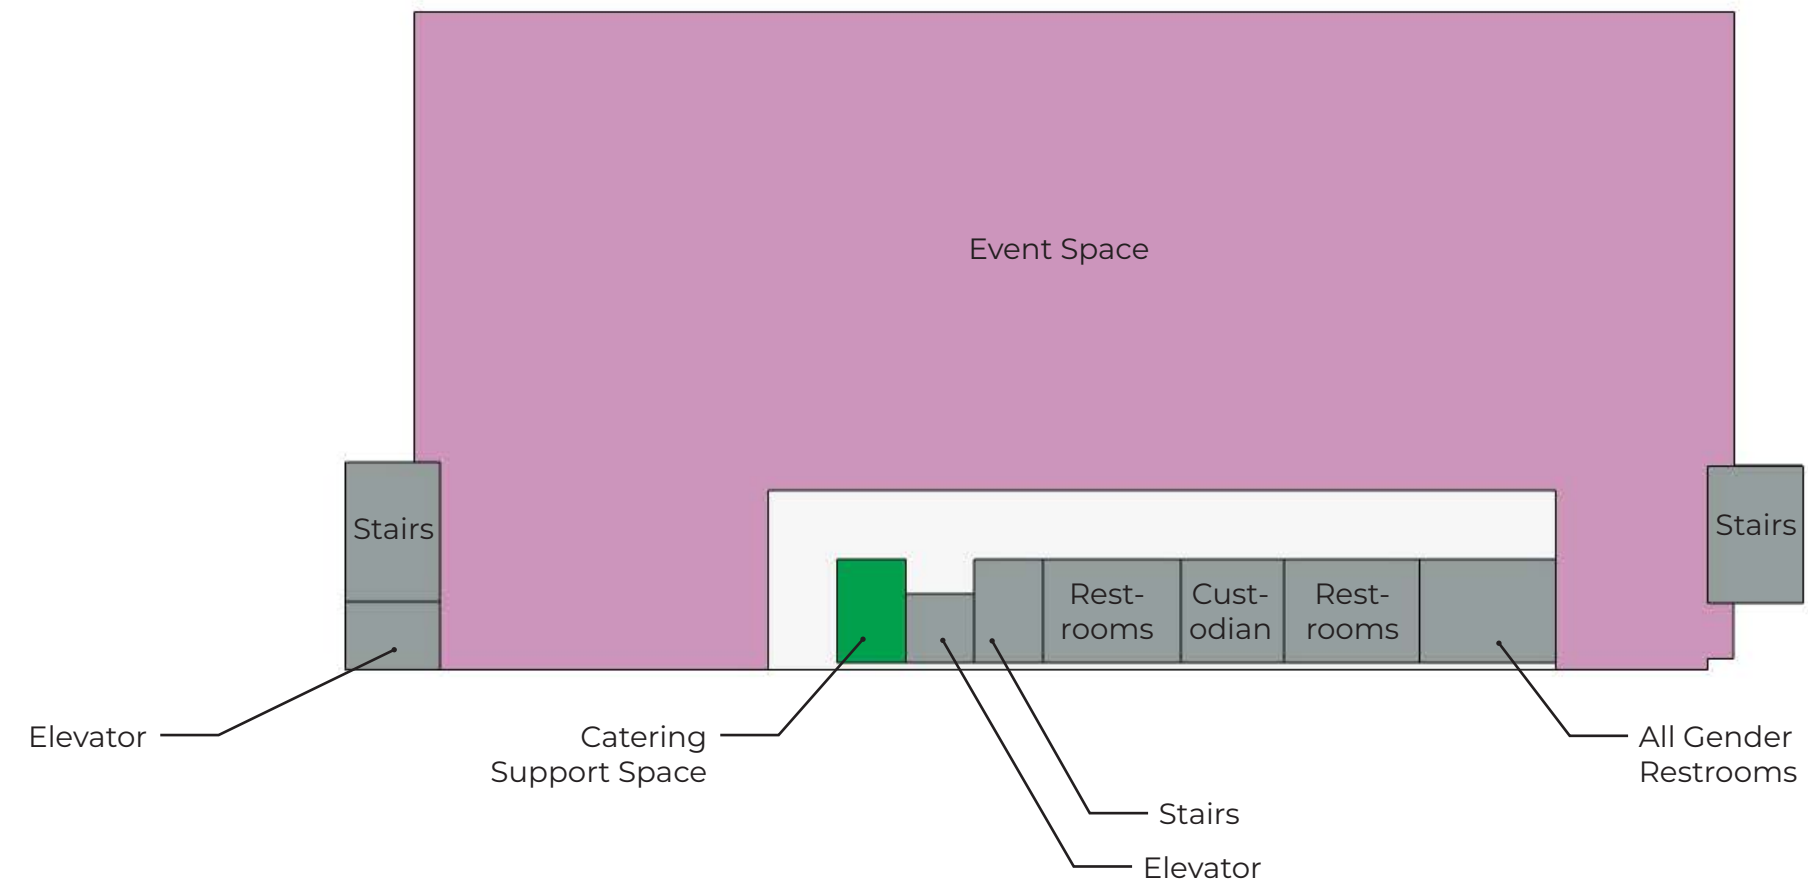 Event Space
Stairs
Stairs
Rest-
rooms
Cust-
odian
Rest-
rooms
Elevator
Catering
Support Space
All Gender
Restrooms
Stairs
Elevator